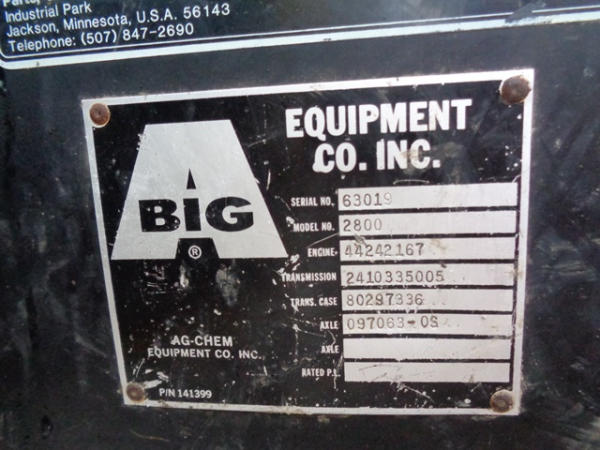 Industrial Park
Jackson, Minnesota, U.S.A. 56143
Telephone: (507) 847-2690
BIG A
®
EQUIPMENT
CO. INC.
SERIAL NO. 63019
MODEL NO. 2800
ENGINE 44242167
TRANSMISSION 2410335005
TRANS. CASE 80297336
AXLE 097063-0S
AXLE
RATED P.L.
AG-CHEM
EQUIPMENT CO. INC.
P/N 141399